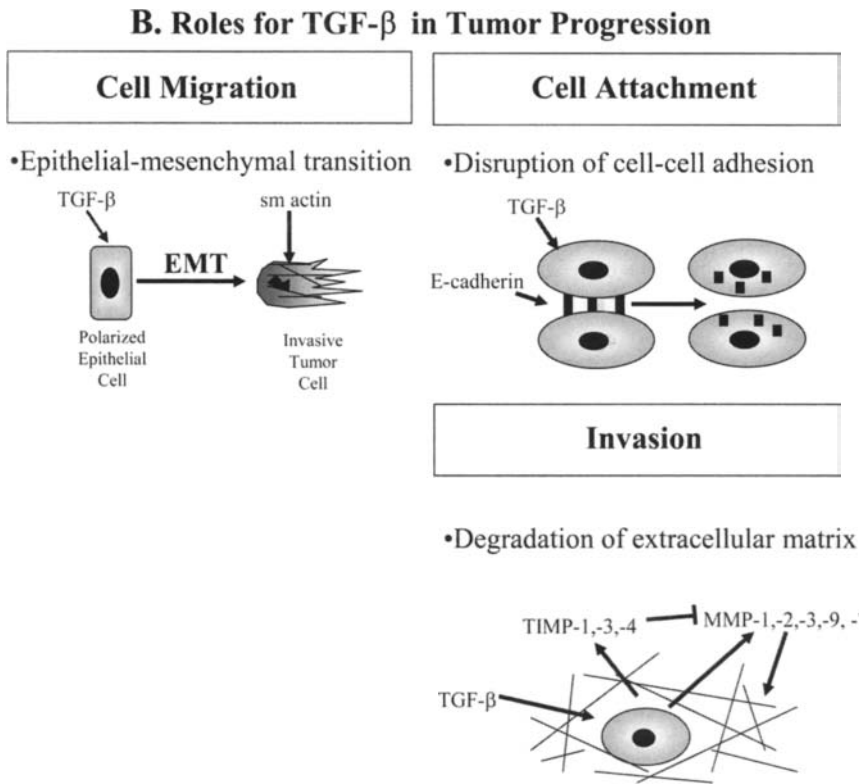 B. Roles for TGF-β in Tumor Progression
Cell Migration
•Epithelial-mesenchymal transition
TGF-β
sm actin
EMT
Polarized
Epithelial
Cell
Invasive
Tumor
Cell
Cell Attachment
•Disruption of cell-cell adhesion
TGF-β
E-cadherin
Invasion
•Degradation of extracellular matrix
TIMP-1,-3,-4
MMP-1,-2,-3,-9,
TGF-β